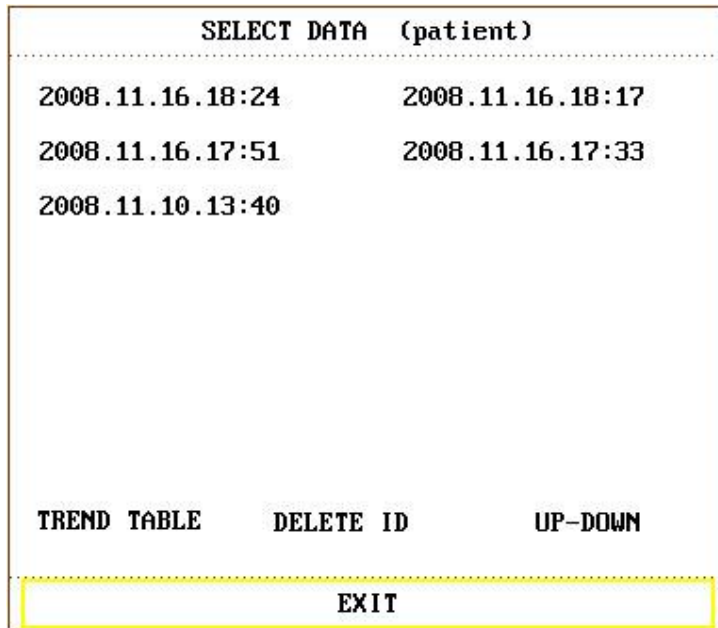 SELECT DATA (patient)
2008.11.16.18:24 2008.11.16.18:17
2008.11.16.17:51 2008.11.16.17:33
2008.11.10.13:40
TREND TABLE DELETE ID UP-DOWN
EXIT